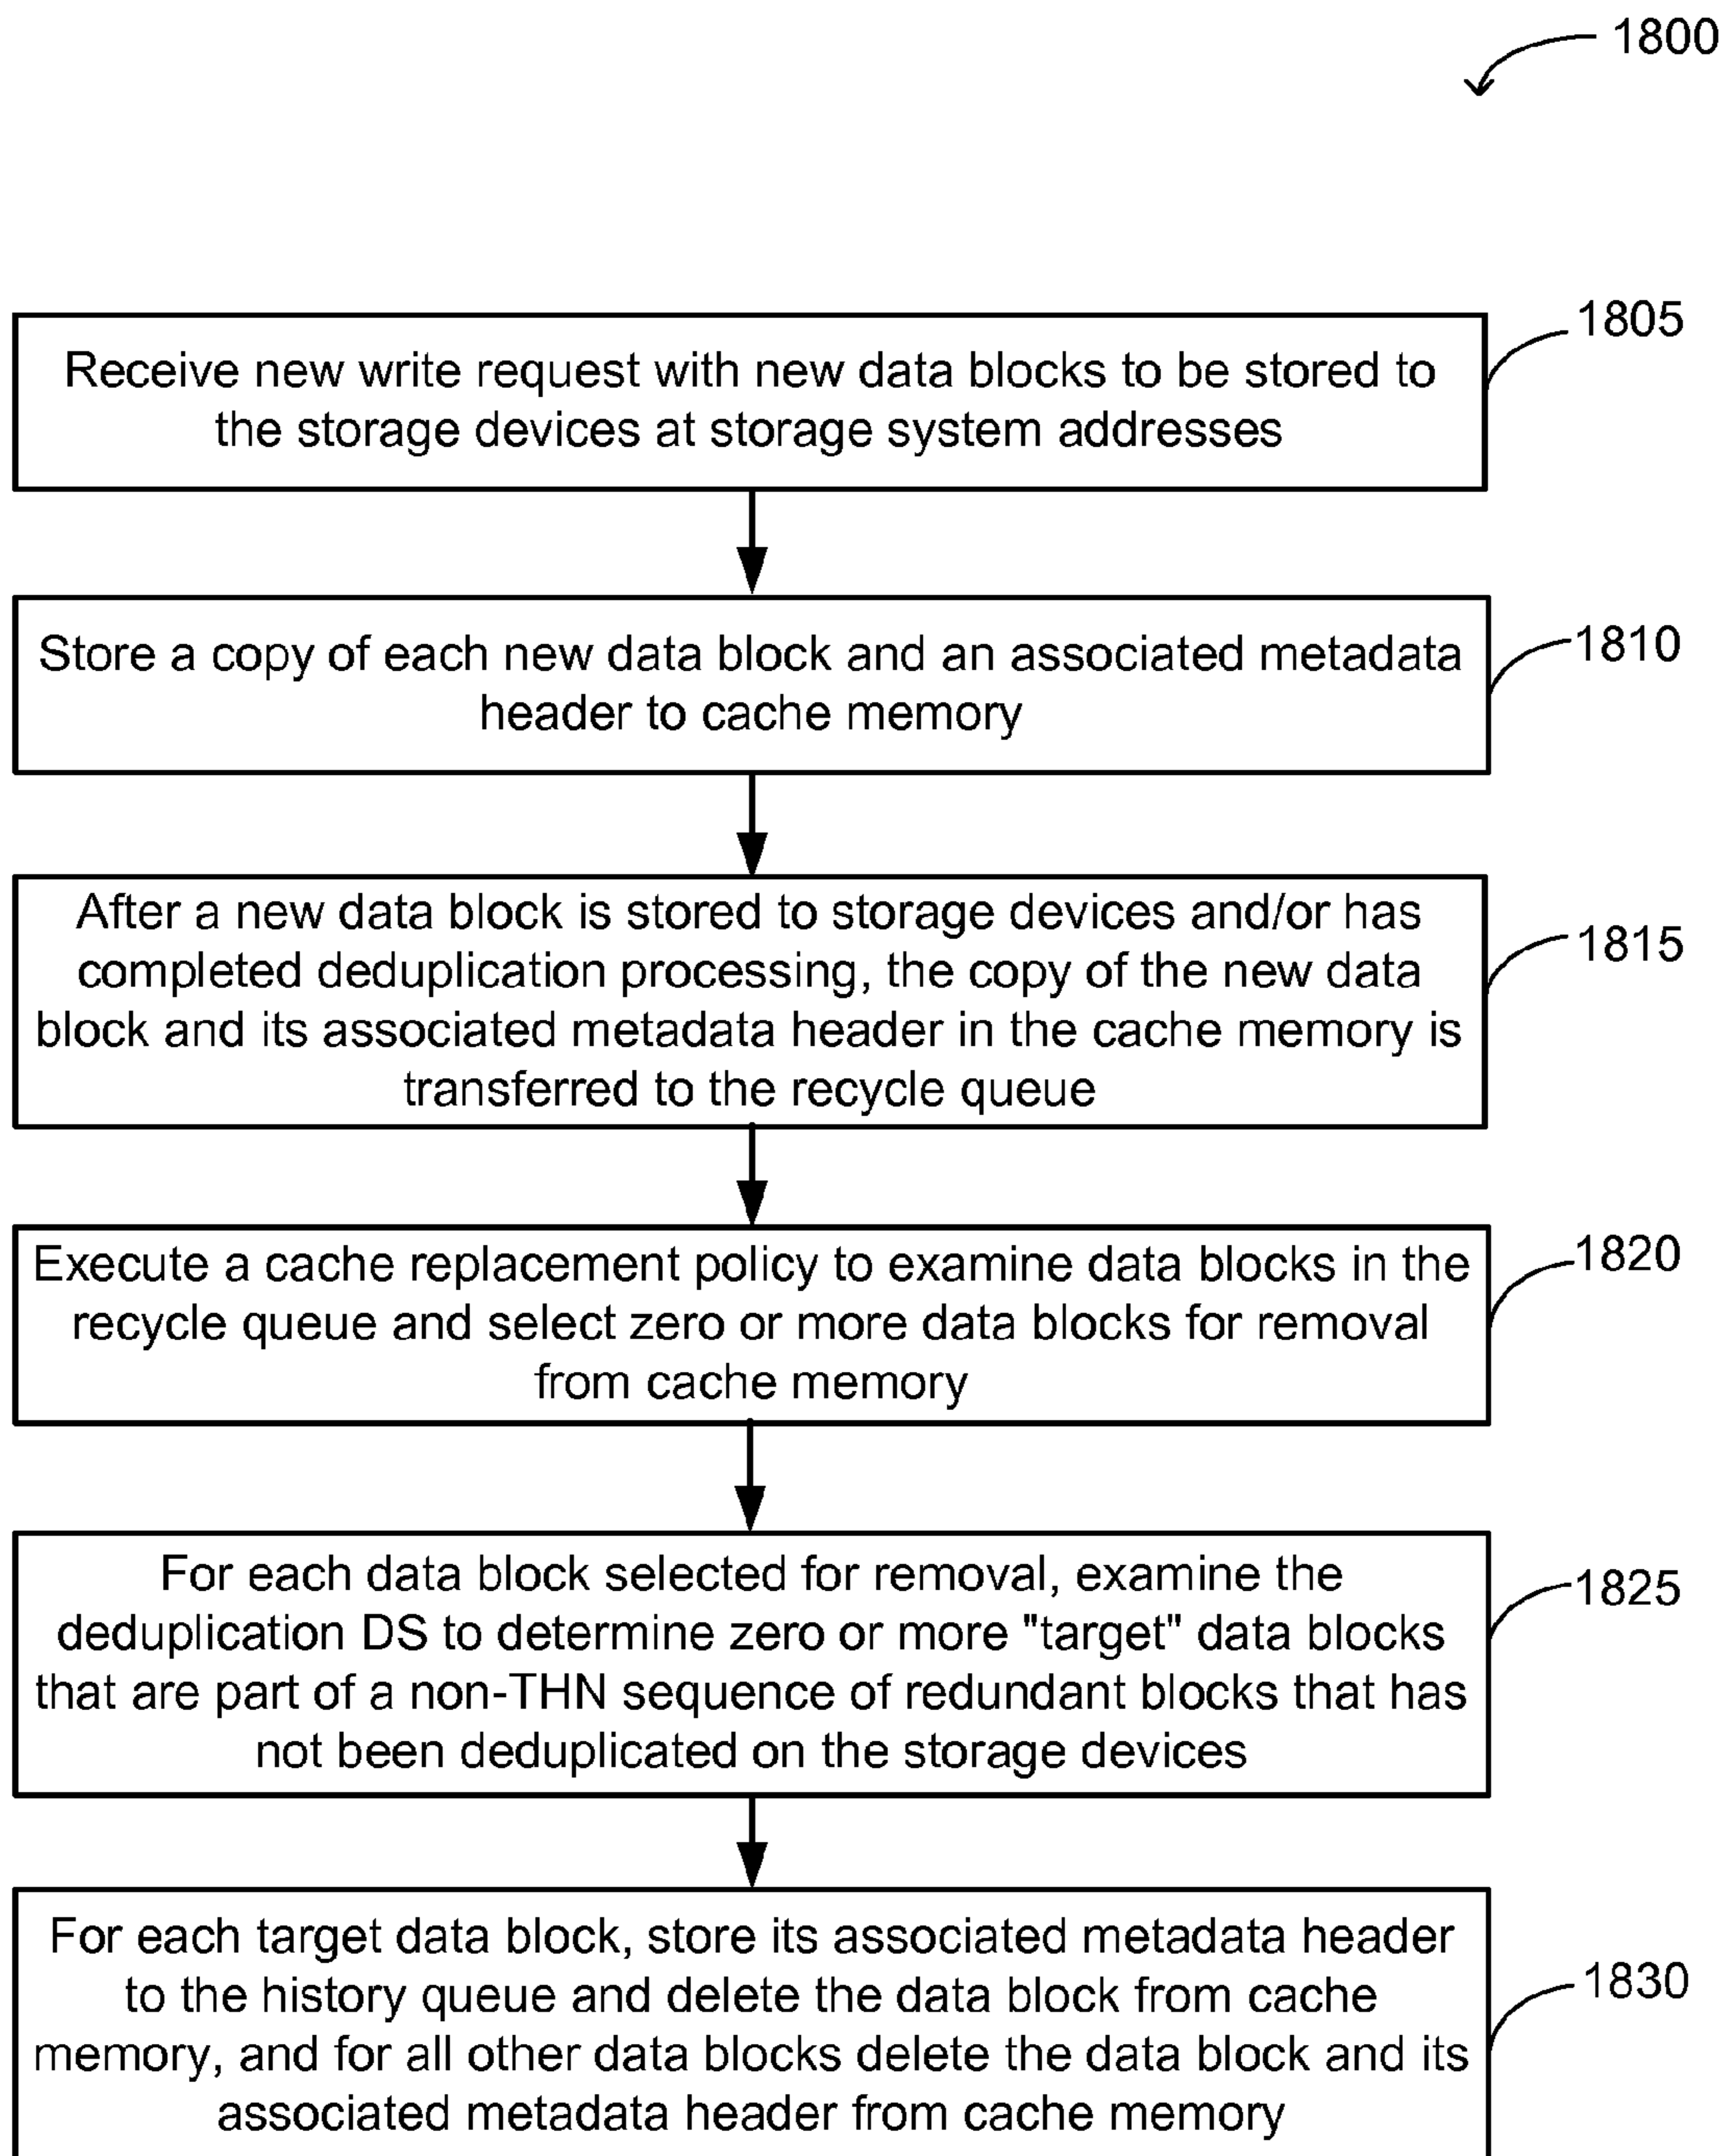 1800
Receive new write request with new data blocks to be stored to
the storage devices at storage system addresses
1805
Store a copy of each new data block and an associated metadata
header to cache memory
1810
After a new data block is stored to storage devices and/or has
completed deduplication processing, the copy of the new data
block and its associated metadata header in the cache memory is
transferred to the recycle queue
1815
Execute a cache replacement policy to examine data blocks in the
recycle queue and select zero or more data blocks for removal
from cache memory
1820
For each data block selected for removal, examine the
deduplication DS to determine zero or more "target" data blocks
that are part of a non-THN sequence of redundant blocks that has
not been deduplicated on the storage devices
1825
For each target data block, store its associated metadata header
to the history queue and delete the data block from cache
memory, and for all other data blocks delete the data block and its
associated metadata header from cache memory
1830